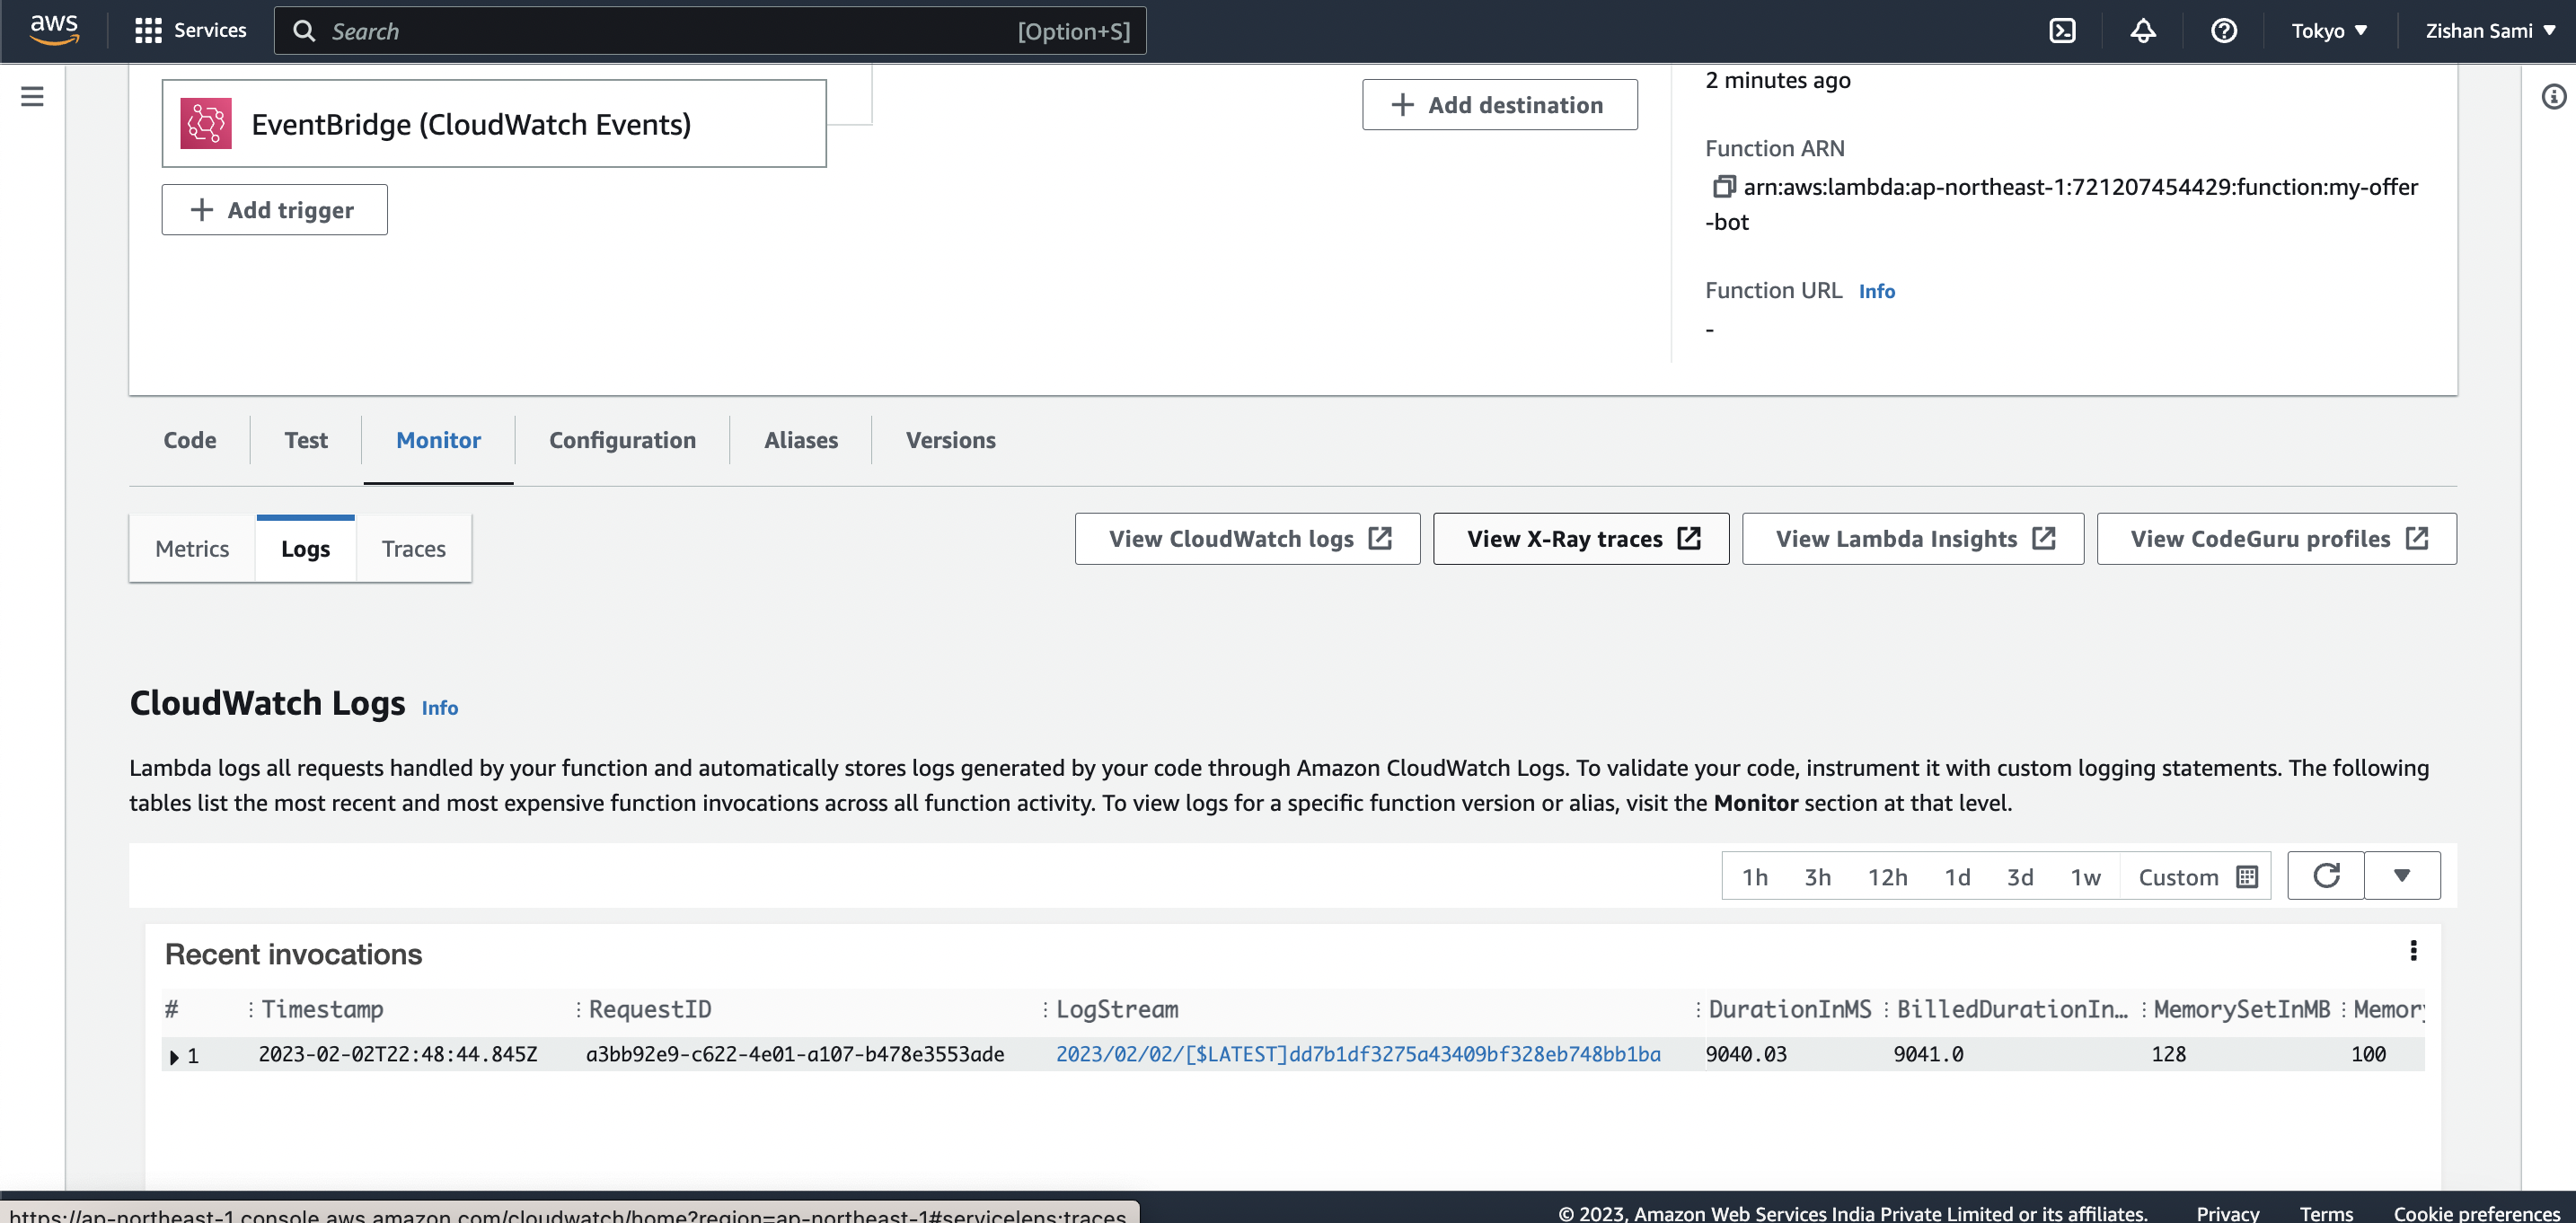 aws
Services
Search
[Option+S]
Tokyo
Zishan Sami
EventBridge (CloudWatch Events)
Add trigger
Add destination
2 minutes ago
Function ARN
arn:aws:lambda:ap-northeast-1:721207454429:function:my-offer
-bot
Function URL Info
-
Code
Test
Monitor
Configuration
Aliases
Versions
Metrics
Logs
Traces
View CloudWatch logs
View X-Ray traces
View Lambda Insights
View CodeGuru profiles
CloudWatch Logs Info
Lambda logs all requests handled by your function and automatically stores logs generated by your code through Amazon CloudWatch Logs. To validate your code, instrument it with custom logging statements. The following
tables list the most recent and most expensive function invocations across all function activity. To view logs for a specific function version or alias, visit the Monitor section at that level.
1h 3h 12h 1d 3d 1w Custom
Recent invocations
# Timestamp RequestID LogStream DurationInMS BilledDurationIn... MemorySetInMB Memory
1 2023-02-02T22:48:44.845Z a3bb92e9-c622-4e01-a107-b478e3553ade 2023/02/02/[$LATEST]dd7b1df3275a43409bf328eb748bb1ba 9040.03 9041.0 128 100
https://ap-northeast-1.console.aws.amazon.com/cloudwatch/home?region=ap-northeast-1#servicelens:traces
© 2023, Amazon Web Services India Private Limited or its affiliates.
Privacy
Terms
Cookie preferences